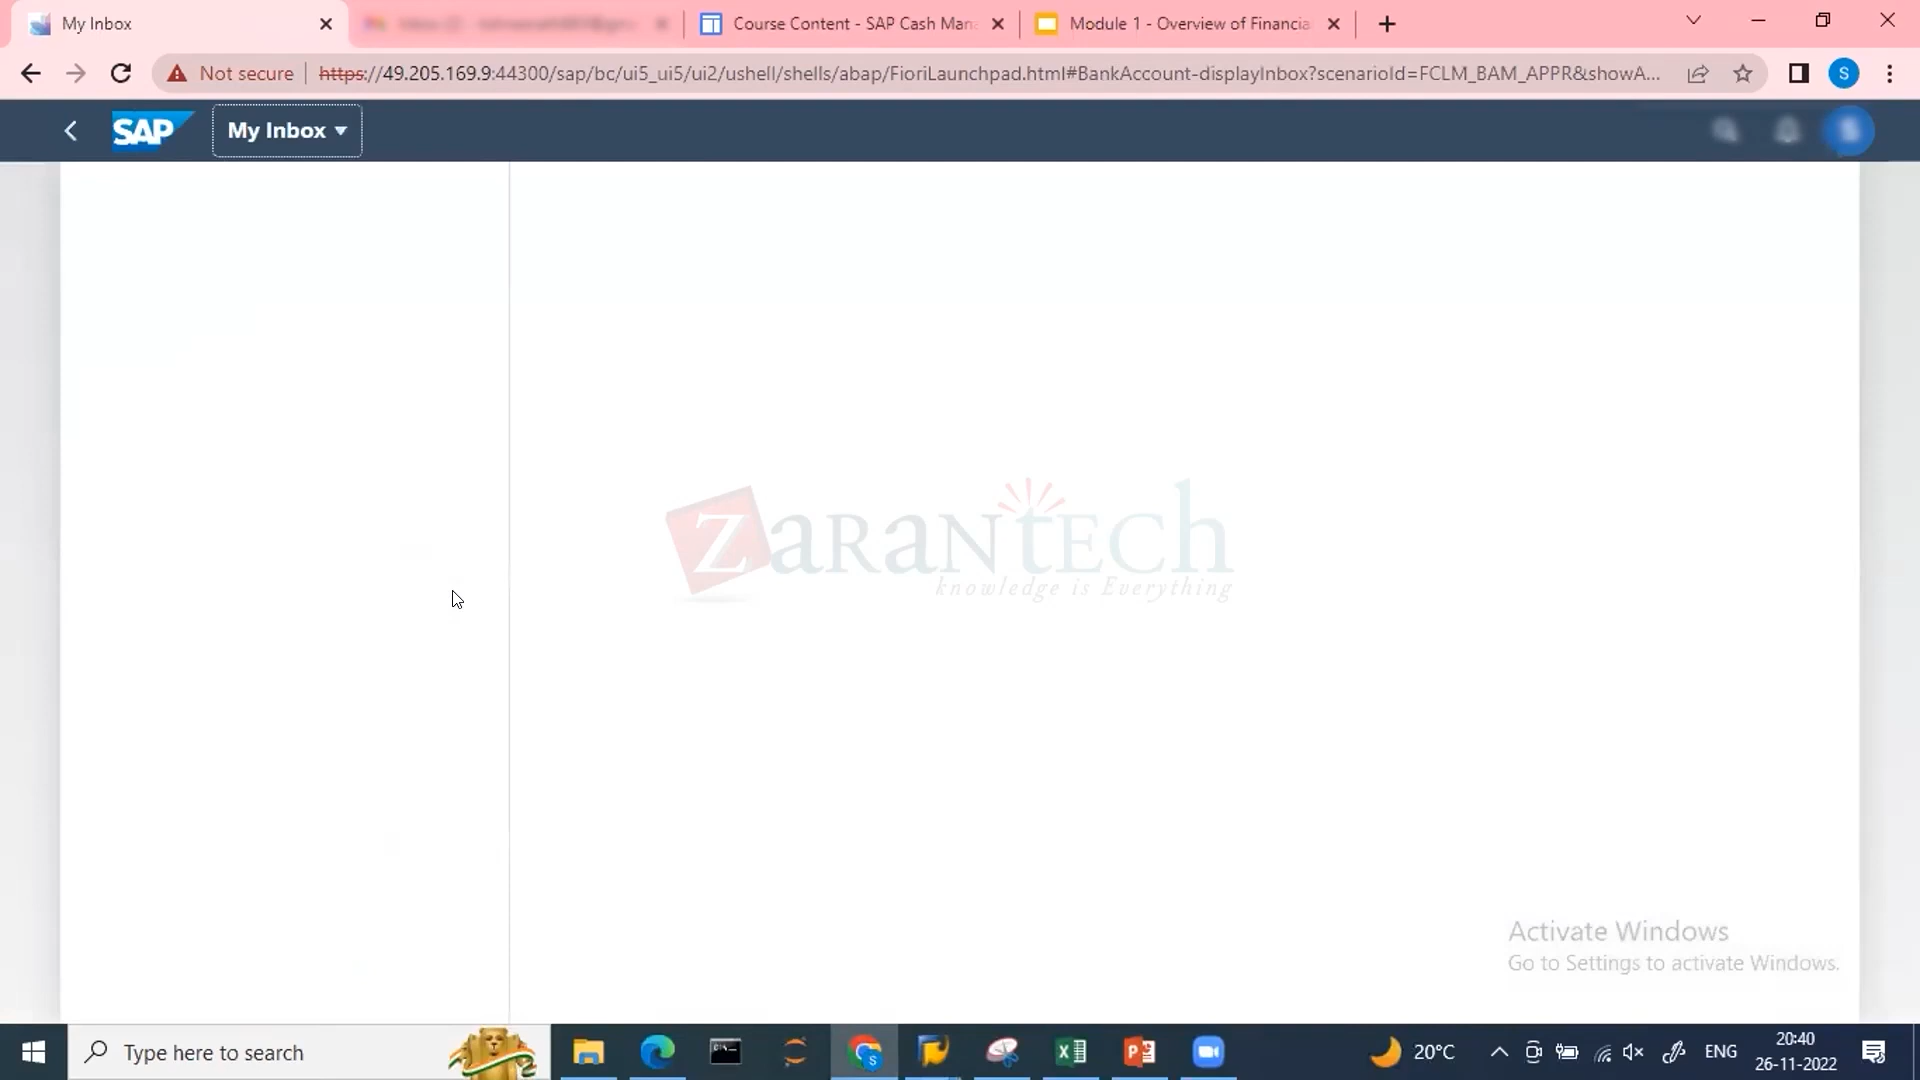 My Inbox
Course Content - SAP Cash Man
Module 1 - Overview of Financia
Not secure
https://49.205.169.9:44300/sap/bc/ui5_ui5/ui2/ushell/shells/abap/FioriLaunchpad.html#BankAccount-displayInbox?scenarioId=FCLM_BAM_APPR&showA...
S
SAP
My Inbox
S
ZARANTECH
knowledge is Everything
Activate Windows
Go to Settings to activate Windows.
Type here to search
20°C
ENG
20:40
26-11-2022